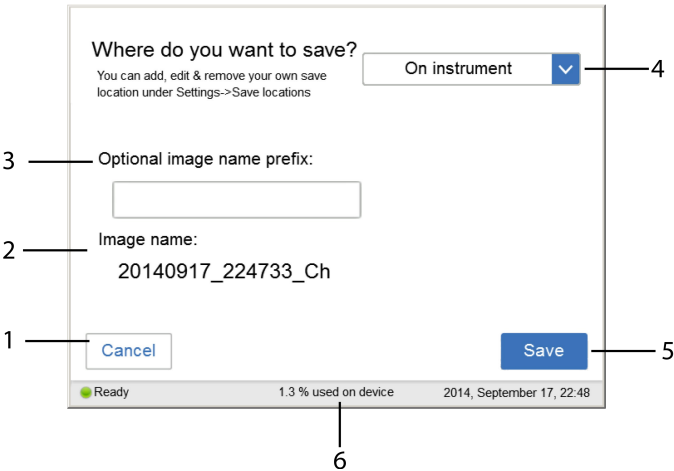 Where do you want to save?
You can add, edit & remove your own save
location under Settings->Save locations
On instrument
4
3
Optional image name prefix:
2
Image name:
20140917_224733_Ch
1
Cancel
Save
5
Ready
1.3 % used on device
2014, September 17, 22:48
6